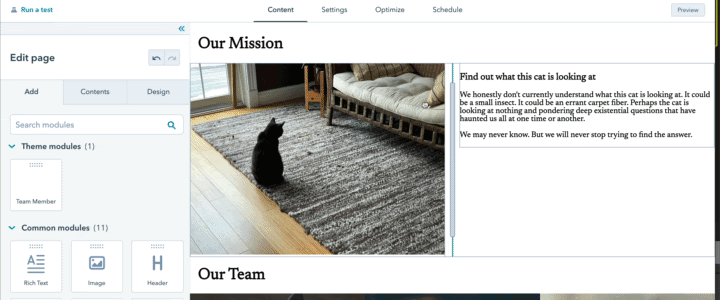 Run a test
Content
Settings
Optimize
Schedule
Preview
Edit page
Add
Contents
Design
Search modules
Theme modules (1)
Team Member
Common modules (11)
Rich Text
Image
Header
Our Mission
Find out what this cat is looking at
We honestly don't currently understand what this cat is looking at. It could
be a small insect. It could be an errant carpet fiber. Perhaps the cat is
looking at nothing and pondering deep existential questions that have
haunted us all at one time or another.
We may never know. But we will never stop trying to find the answer.
Our Team